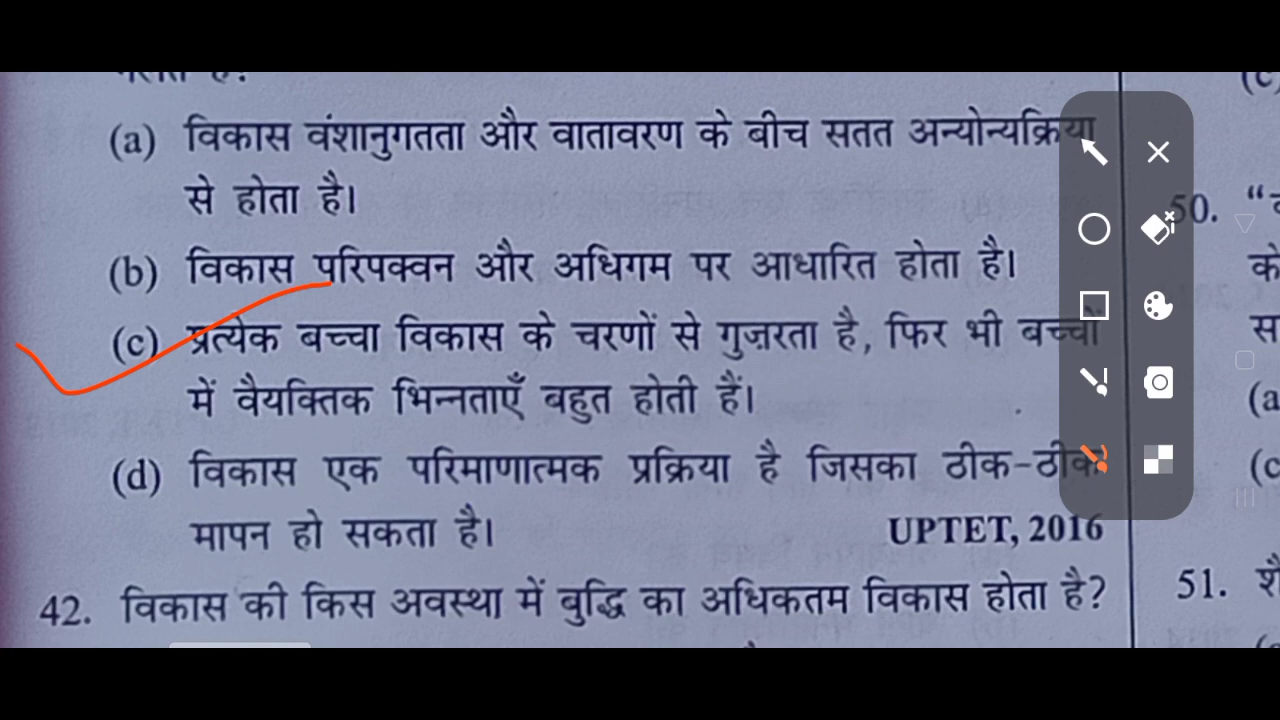 (a) विकास वंशानुगतता और वातावरण के बीच सतत अन्योन्यक्रिया
से होता है।
(b) विकास परिपक्वन और अधिगम पर आधारित होता है।
(c) प्रत्येक बच्चा विकास के चरणों से गुज़रता है, फिर भी बच्चों
में वैयक्तिक भिन्नताएँ बहुत होती हैं।
(d) विकास एक परिमाणात्मक प्रक्रिया है जिसका ठीक-ठीक
मापन हो सकता है।
UPTET, 2016
42. विकास की किस अवस्था में बुद्धि का अधिकतम विकास होता है?
(c)
50.
के
स
(a
(c
51.